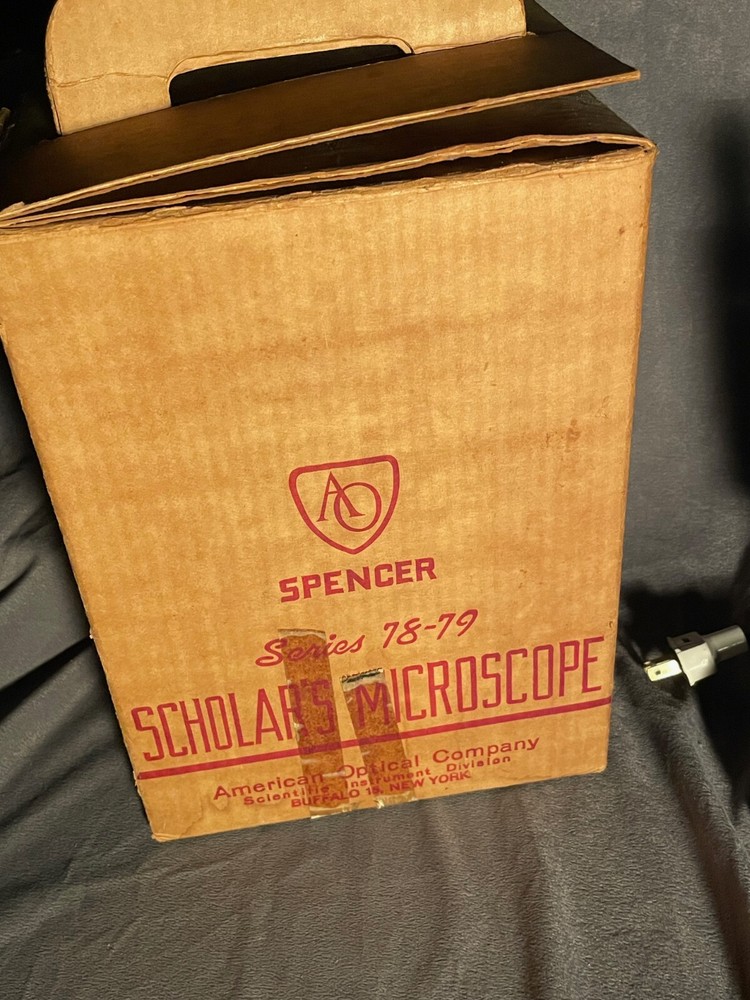 AO
SPENCER
Series 78-79
SCHOLAR'S MICROSCOPE
American Optical Company
Scientific Instrument Division
BUFFALO 15, NEW YORK